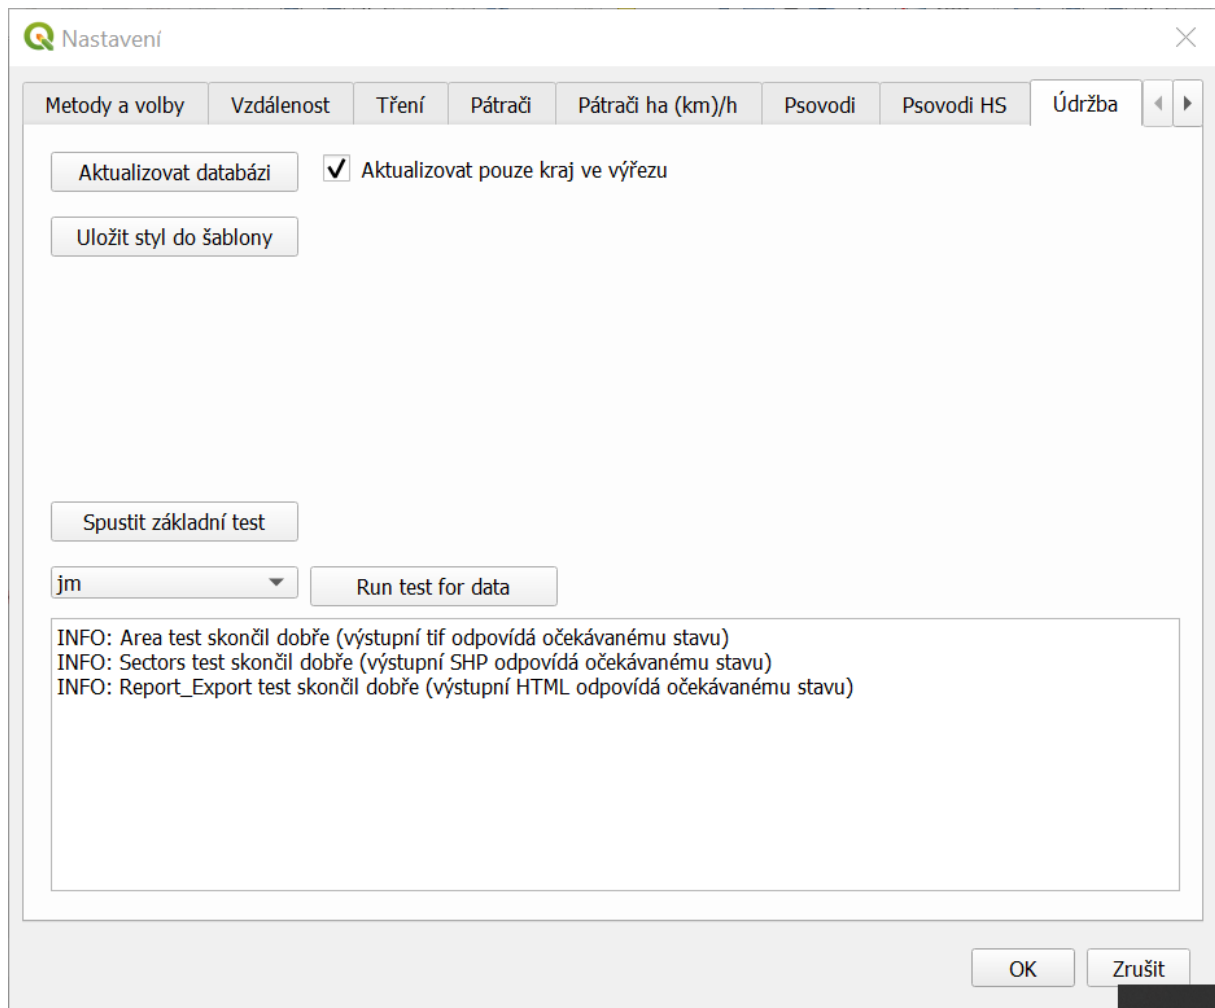 Nastavení
Metody a volby Vzdálenost Tření Pátrači Pátrači ha (km)/h Psovodi Psovodi HS Údržba
Aktualizovat databázi Aktualizovat pouze kraj ve výřezu
Uložit styl do šablony
Spustit základní test
jm Run test for data
INFO: Area test skončil dobře (výstupní tif odpovídá očekávanému stavu)
INFO: Sectors test skončil dobře (výstupní SHP odpovídá očekávanému stavu)
INFO: Report_Export test skončil dobře (výstupní HTML odpovídá očekávanému stavu)
OK Zrušit